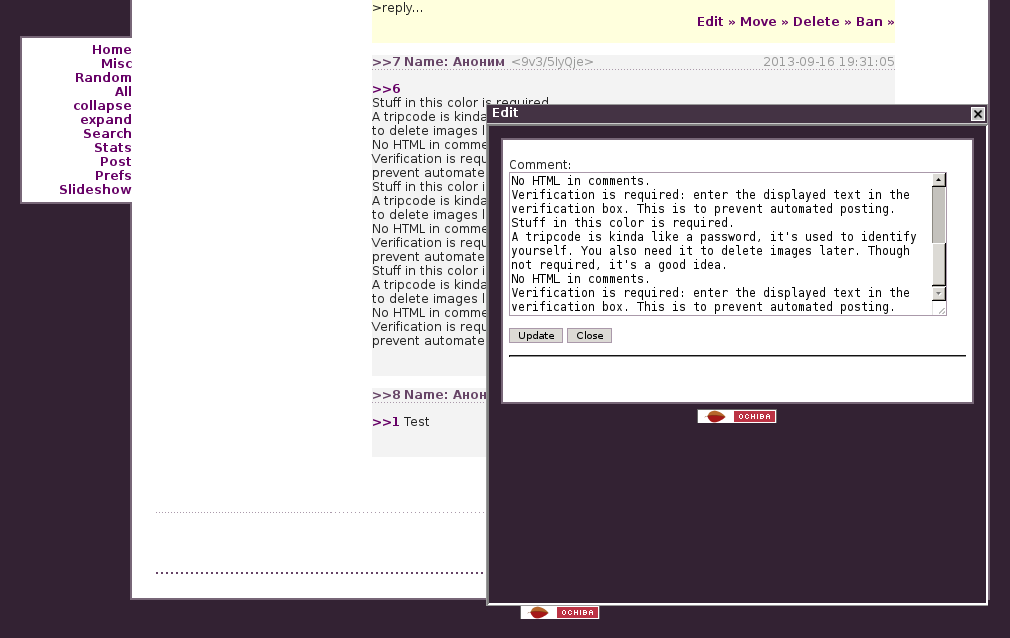 >reply...
Edit » Move » Delete » Ban »
Home
Misc
Random
All
collapse
expand
Search
Stats
Post
Prefs
Slideshow
>>7 Name: Аноним <9v3/5lyQje> 2013-09-16 19:31:05
>>6
Stuff in this color is required.
A tripcode is kinda
to delete images l
No HTML in comme
Verification is requ
prevent automate
Stuff in this color i
A tripcode is kinda
to delete images l
No HTML in comme
Verification is requ
prevent automate
Stuff in this color i
A tripcode is kinda
to delete images l
No HTML in comme
Verification is requ
prevent automate
>>8 Name: Анон
>>1 Test
Edit
Comment:
No HTML in comments.
Verification is required: enter the displayed text in the
verification box. This is to prevent automated posting.
Stuff in this color is required.
A tripcode is kinda like a password, it's used to identify
yourself. You also need it to delete images later. Though
not required, it's a good idea.
No HTML in comments.
Verification is required: enter the displayed text in the
verification box. This is to prevent automated posting.
Update Close
OCHIBA
OCHIBA